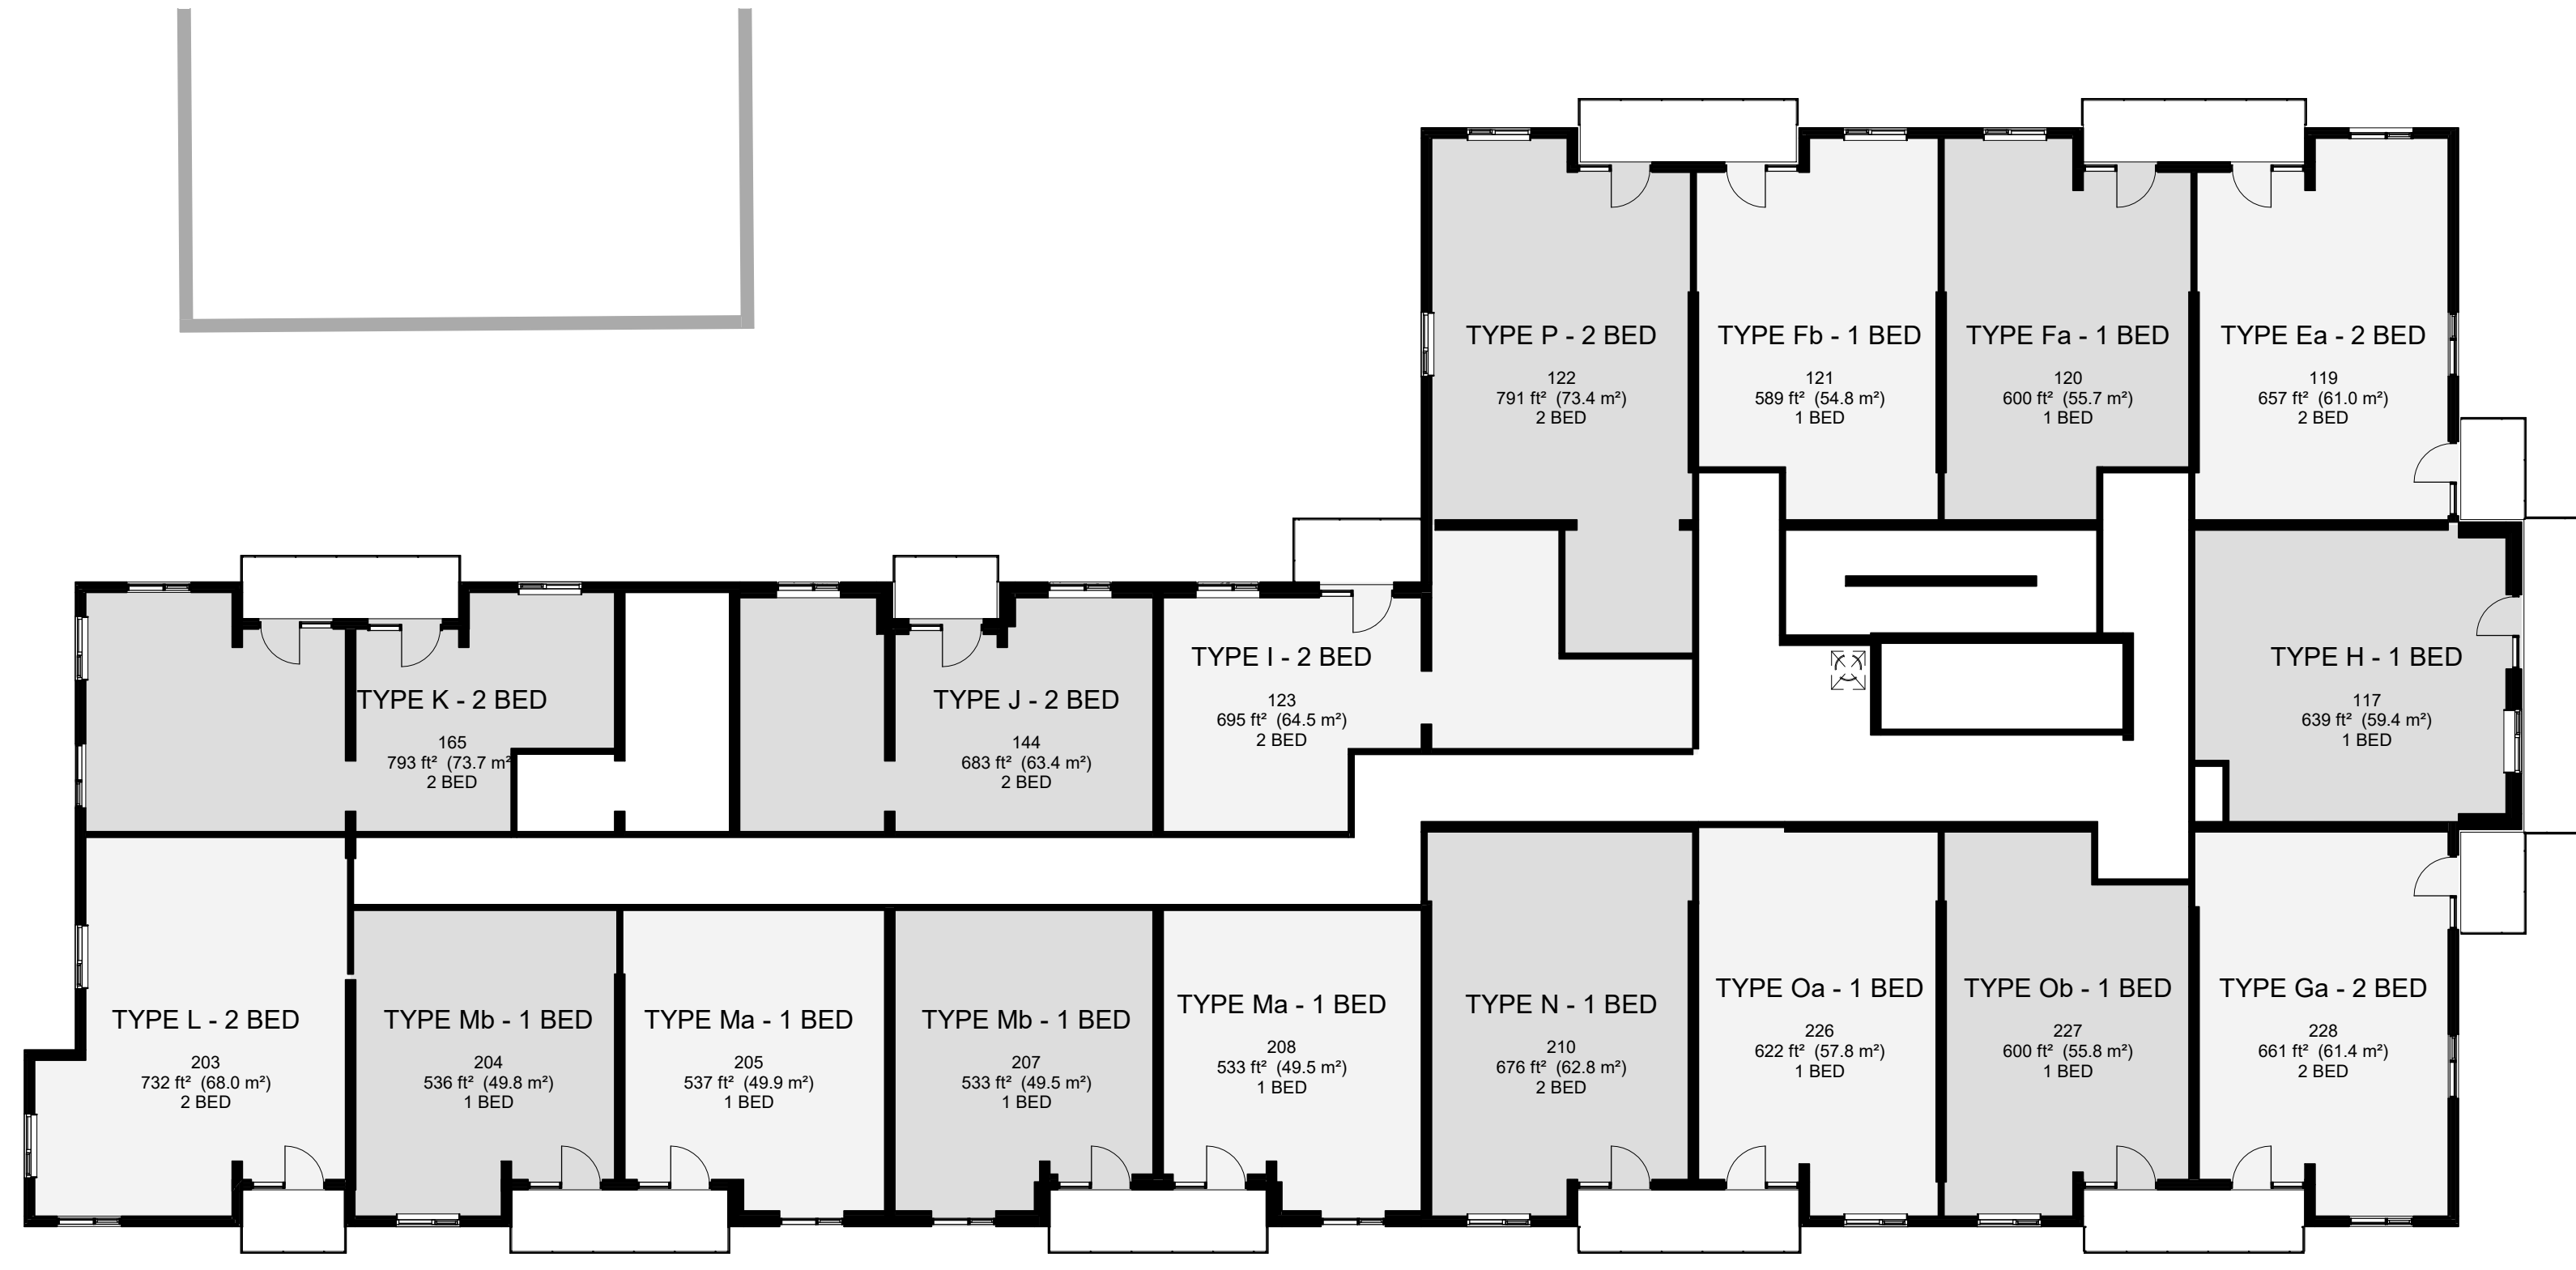 TYPE P - 2 BED
122
791 ft² (73.4 m²)
2 BED
TYPE Fb - 1 BED
121
589 ft² (54.8 m²)
1 BED
TYPE Fa - 1 BED
120
600 ft² (55.7 m²)
1 BED
TYPE Ea - 2 BED
119
657 ft² (61.0 m²)
2 BED
TYPE K - 2 BED
165
793 ft² (73.7 m²
2 BED
TYPE J - 2 BED
144
683 ft² (63.4 m²)
2 BED
TYPE I - 2 BED
123
695 ft² (64.5 m²)
2 BED
TYPE H - 1 BED
117
639 ft² (59.4 m²)
1 BED
TYPE L - 2 BED
203
732 ft² (68.0 m²)
2 BED
TYPE Mb - 1 BED
204
536 ft² (49.8 m²)
1 BED
TYPE Ma - 1 BED
205
537 ft² (49.9 m²)
1 BED
TYPE Mb - 1 BED
207
533 ft² (49.5 m²)
1 BED
TYPE Ma - 1 BED
208
533 ft² (49.5 m²)
1 BED
TYPE N - 1 BED
210
676 ft² (62.8 m²)
2 BED
TYPE Oa - 1 BED
226
622 ft² (57.8 m²)
1 BED
TYPE Ob - 1 BED
227
600 ft² (55.8 m²)
1 BED
TYPE Ga - 2 BED
228
661 ft² (61.4 m²)
2 BED